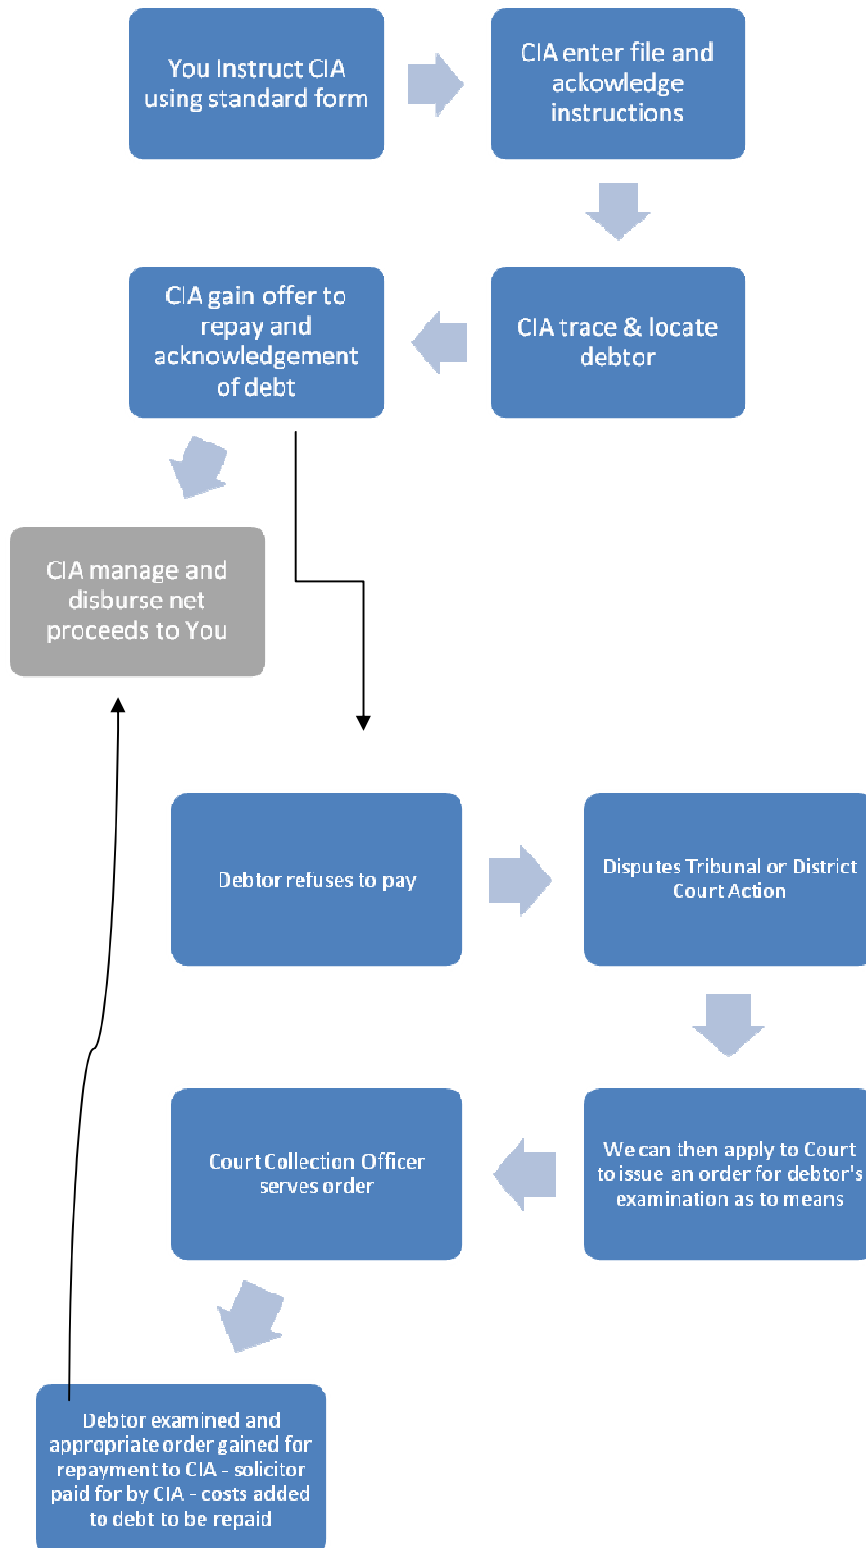 You Instruct CIA
using standard form
CIA enter file and
ackowledge
instructions
CIA trace & locate
debtor
CIA gain offer to
repay and
acknowledgement
of debt
CIA manage and
disburse net
proceeds to You
Debtor refuses to pay
Disputes Tribunal or District
Court Action
We can then apply to Court
to issue an order for debtor's
examination as to means
Court Collection Officer
serves order
Debtor examined and
appropriate order gained for
repayment to CIA - solicitor
paid for by CIA - costs added
to debt to be repaid